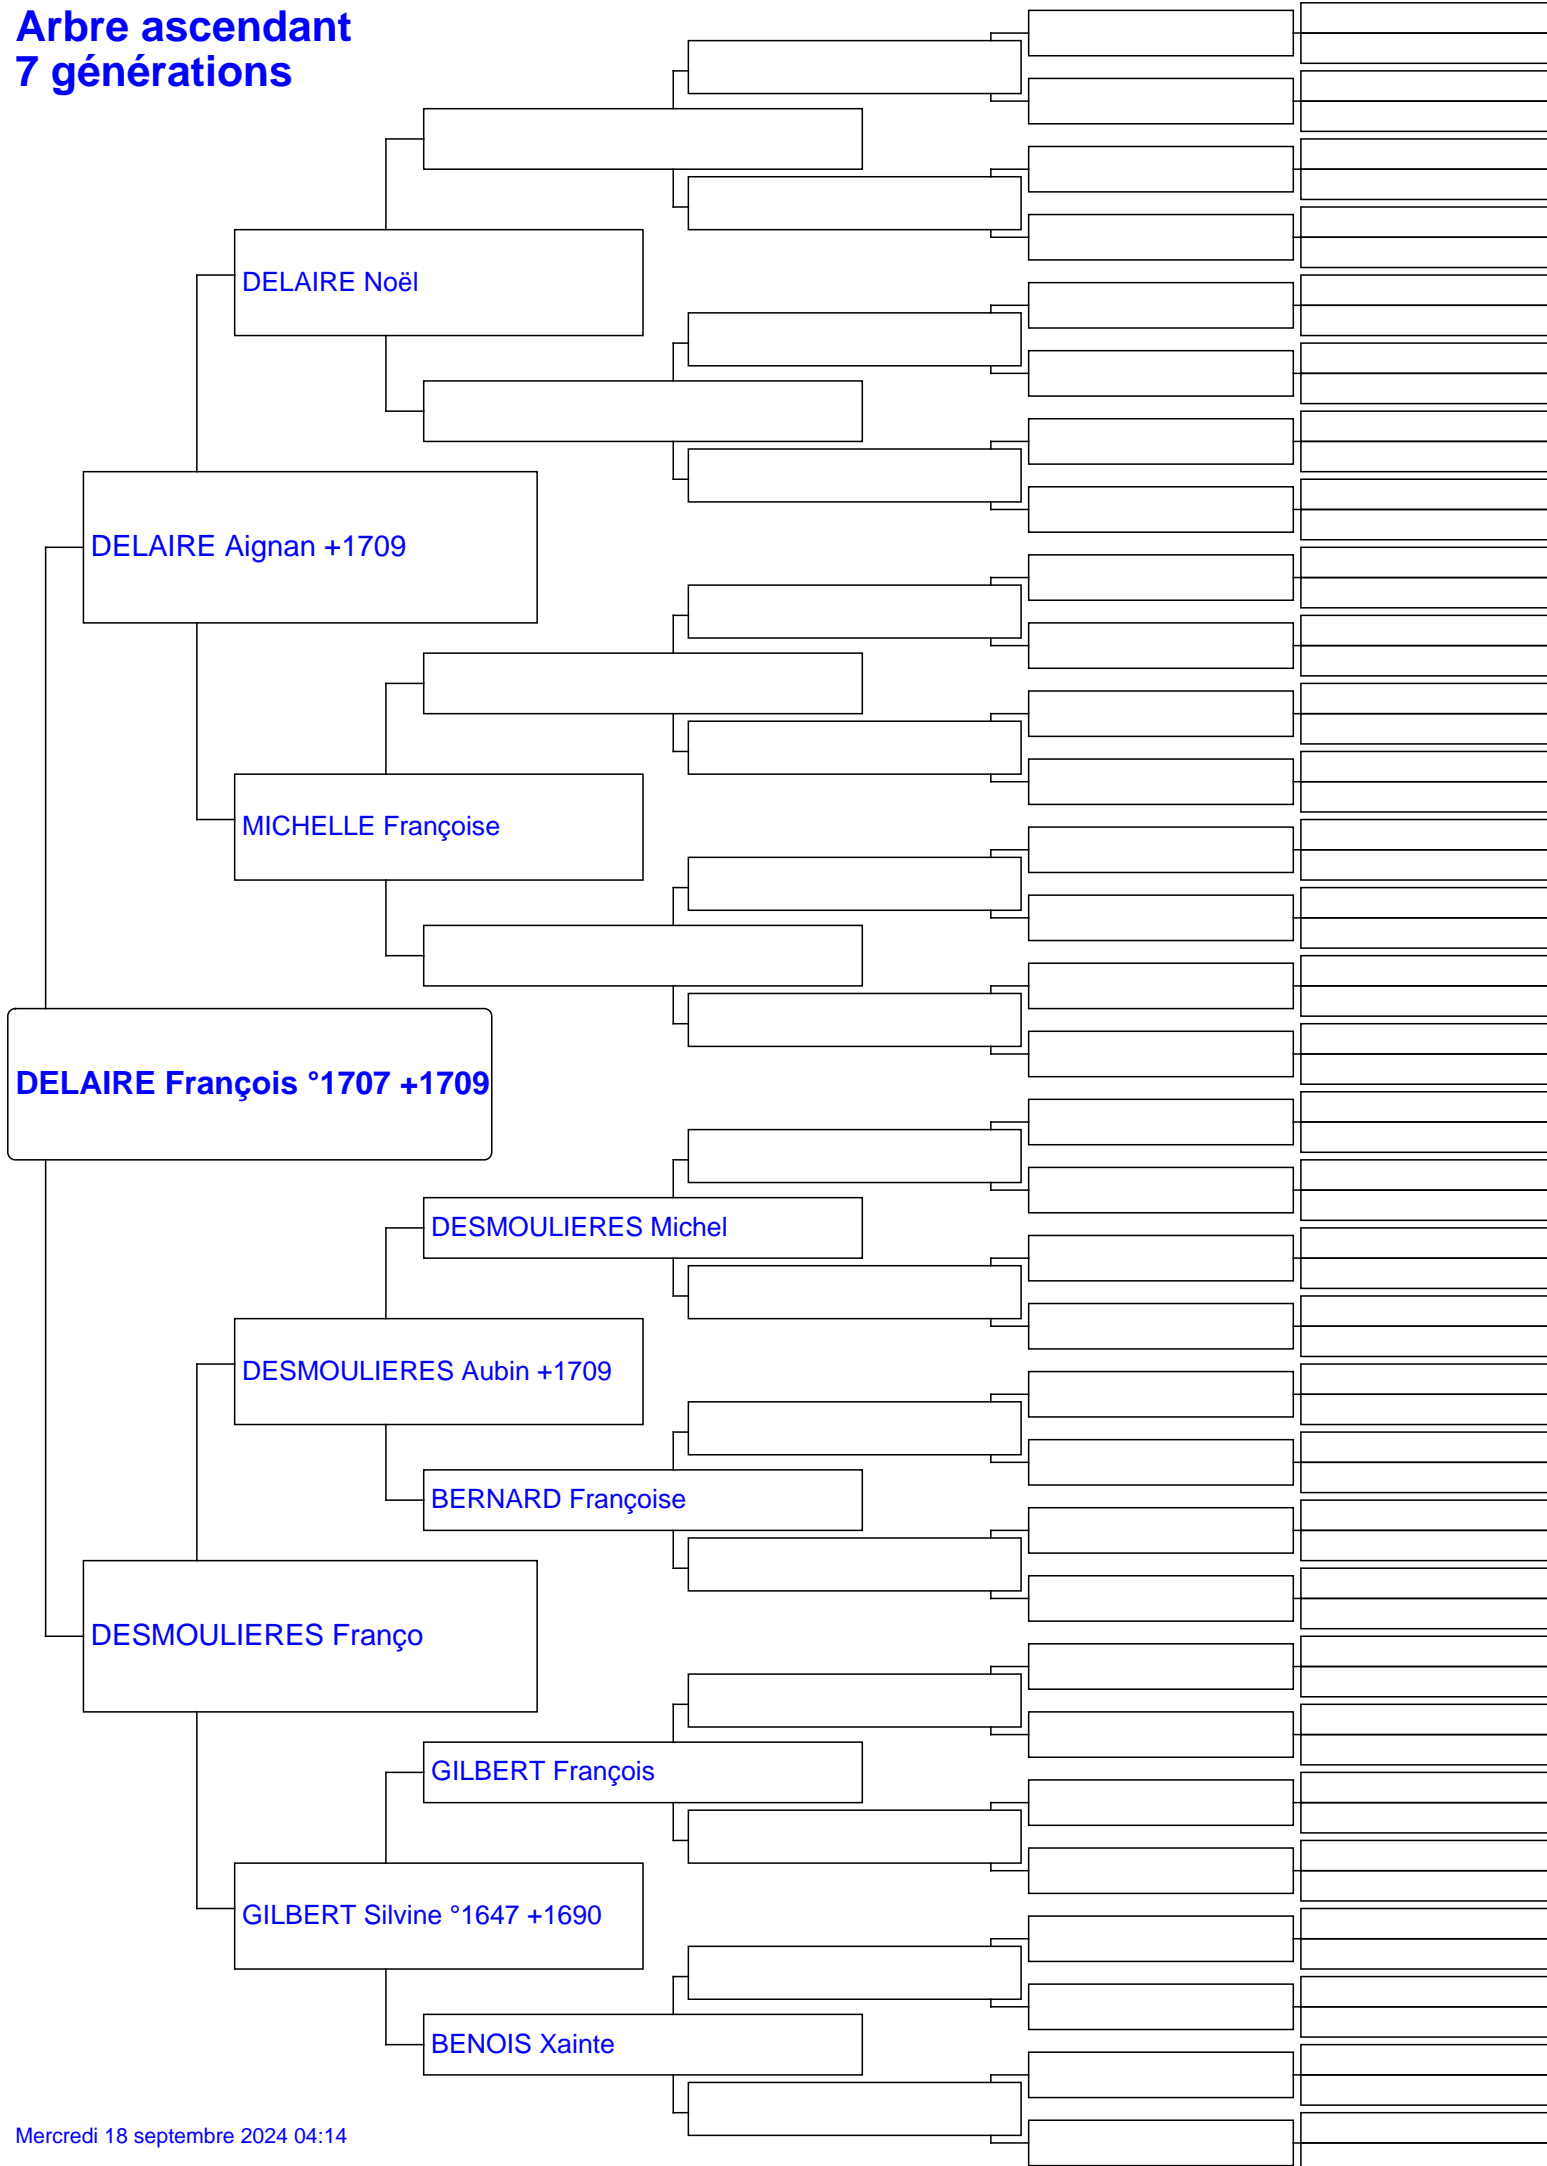 Arbre ascendant
7 générations
DELAIRE Noël
DELAIRE Aignan +1709
MICHELLE Françoise
DELAIRE François °1707 +1709
DESMOULIERES Michel
DESMOULIERES Aubin +1709
BERNARD Françoise
DESMOULIERES Franço
GILBERT François
GILBERT Silvine °1647 +1690
BENOIS Xainte
Mercredi 18 septembre 2024 04:14